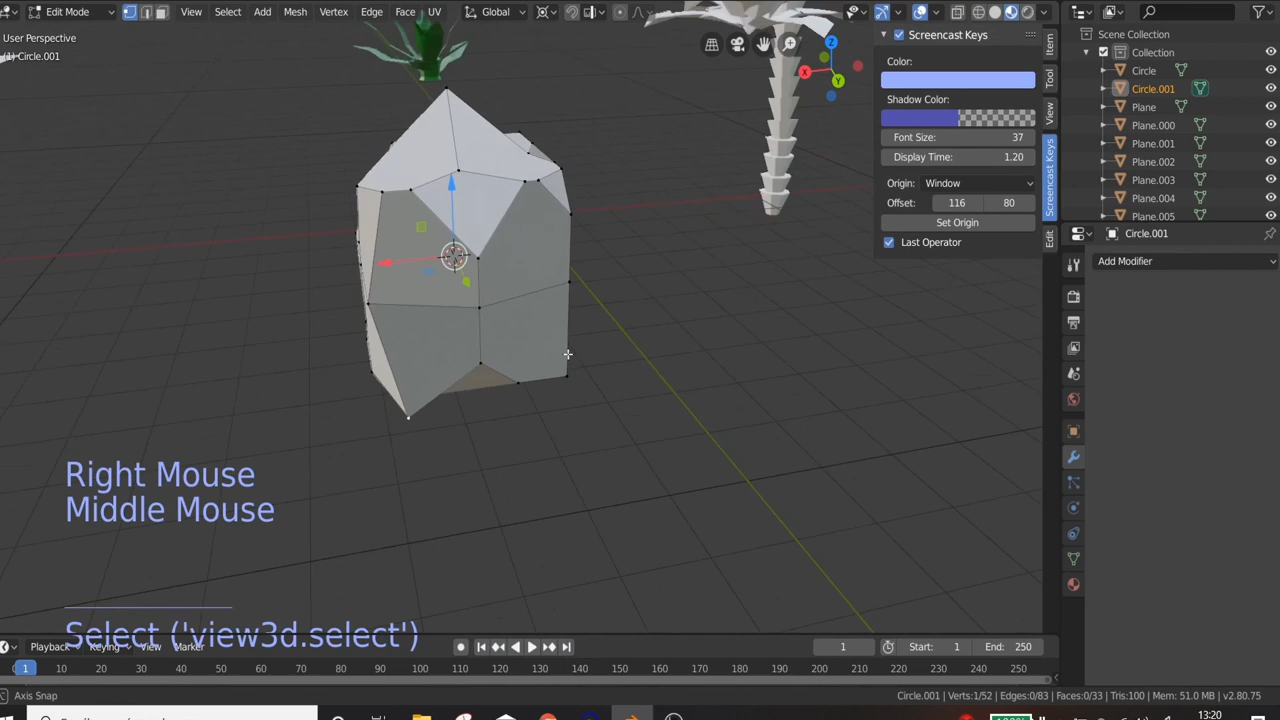 Edit Mode View Select Add Mesh Vertex Edge Face UV Global
User Perspective
(1) Circle.001
Z
X
Y
Screencast Keys
Color:
Shadow Color:
Font Size: 37
Display Time: 1.20
Origin: Window
Offset: 116 80
Set Origin
Last Operator
Item
Tool
View
Screencast Keys
Edit
Scene Collection
Collection
Circle
Circle.001
Plane
Plane.000
Plane.001
Plane.002
Plane.003
Plane.004
Plane.005
Circle.001
Add Modifier
Right Mouse
Middle Mouse
Select ('view3d.select')
Playback Keying View Marker
1 Start: 1 End: 250
1 10 20 30 40 50 60 70 80 90 100 110 120 130 140 150 160 170 180 190 200 210 220 230 240 250
Axis Snap
Circle.001 | Verts:1/52 | Edges:0/83 | Faces:0/33 | Tris:100 | Mem: 51.0 MB | v2.80.75
13:20